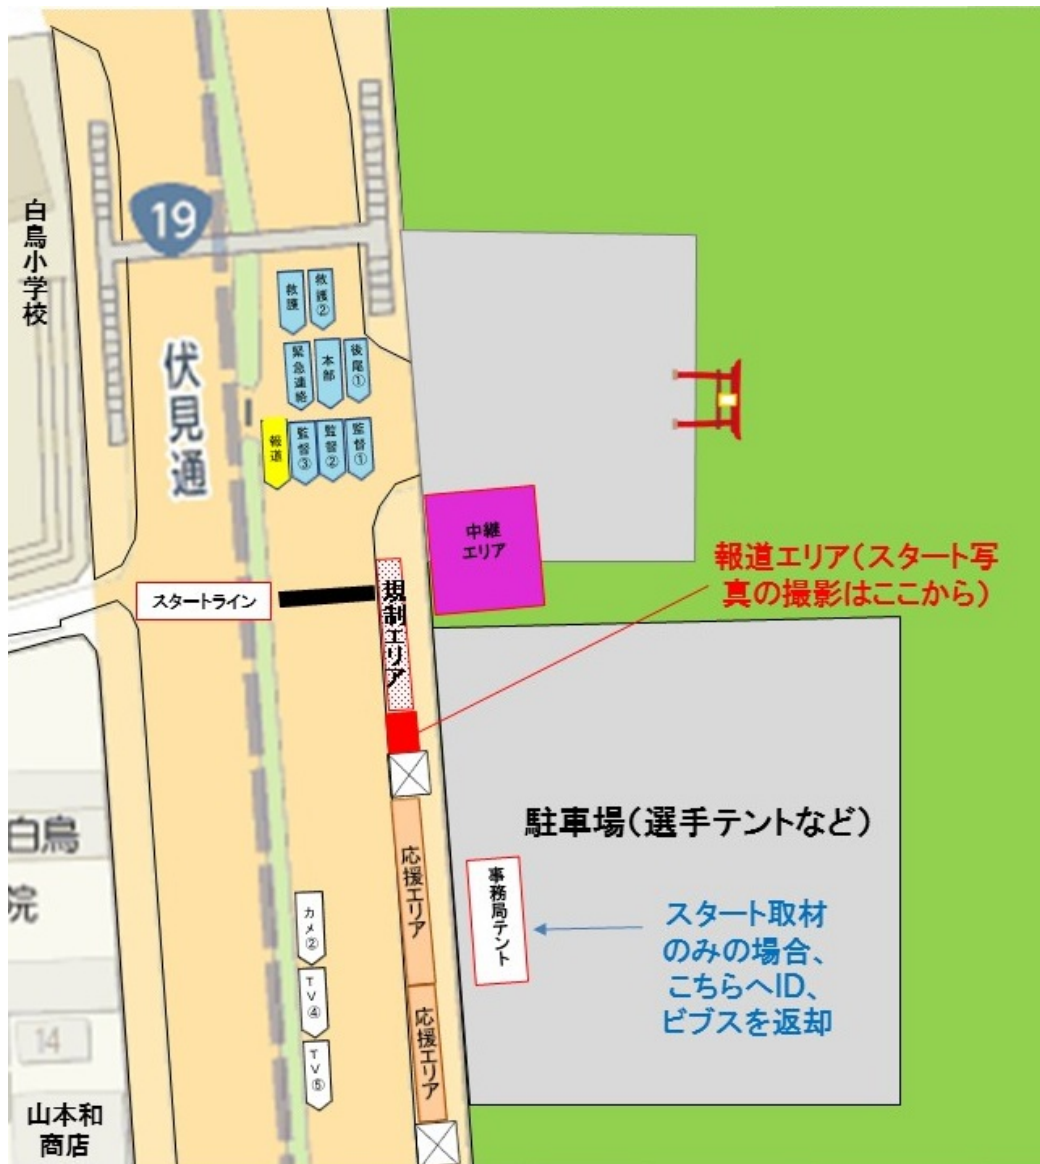 白鳥小学校
19
伏見通
救護
救護②
緊急連絡
本部
後尾①
報道
監督③
監督②
監督①
中継
エリア
スタートライン
規制エリア
報道エリア(スタート写
真の撮影はここから)
駐車場(選手テントなど)
事務局テント
スタート取材
のみの場合、
こちらへID、
ビブスを返却
応援エリア
応援エリア
カメ②
TV④
TV⑤
白鳥
院
14
山本和
商店